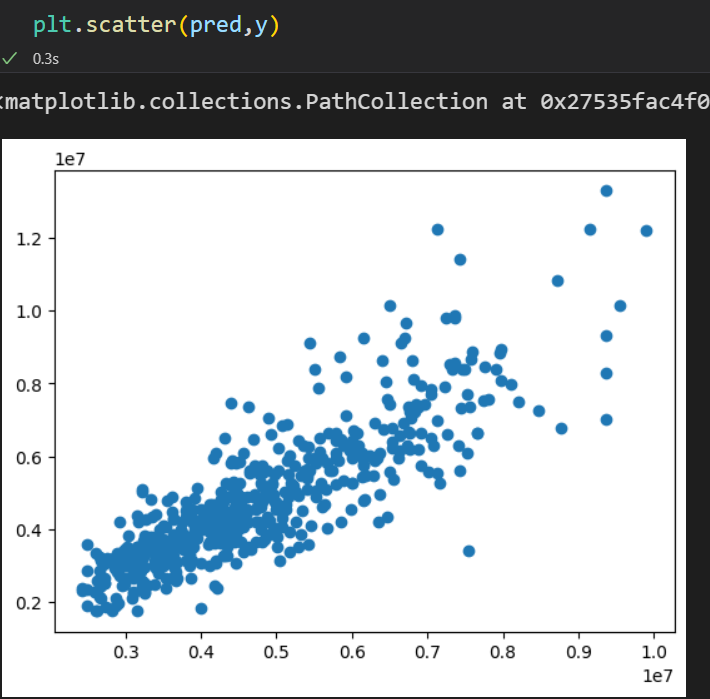 plt.scatter(pred,y)
0.3s
<matplotlib.collections.PathCollection at 0x27535fac4f0
1e7
1.2
1.0
0.8
0.6
0.4
0.2
0.3 0.4 0.5 0.6 0.7 0.8 0.9 1.0
1e7